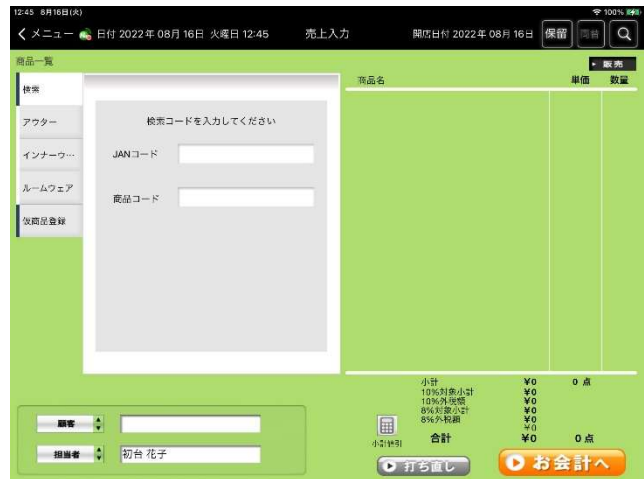 12:45 8月16日(火)
100%
メニュー 日付 2022年08月16日 火曜日 12:45 売上入力 開店日付 2022年08月16日 保留
商品一覧
販売
商品名 単価 数量
検索
アウター
検索コードを入力してください
インナーウ…
JANコード
ルームウェア
商品コード
仮商品登録
小計 ¥0 0 点
10%対象小計 ¥0
10%外税額 ¥0
8%対象小計 ¥0
8%外税額 ¥0
¥0
合計 ¥0 0 点
顧客
小計値引
担当者 初台 花子
打ち直し
お会計へ